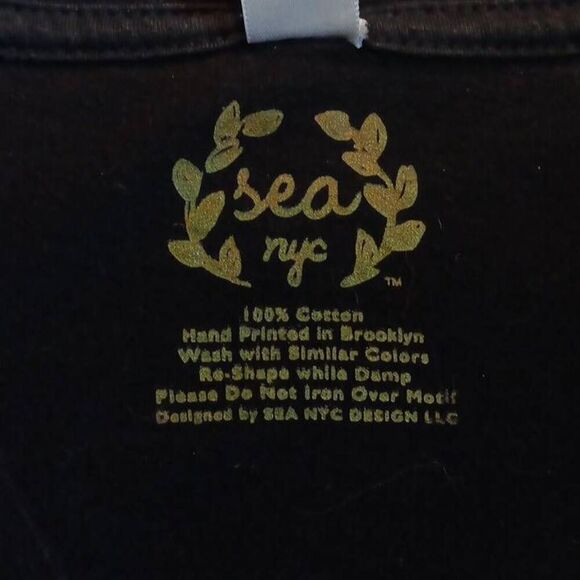 sea
nyc
™
100% Cotton
Hand Printed in Brooklyn
Wash with Similar Colors
Re-Shape while Damp
Please Do Not Iron Over Motif
Designed by SEA NYC DESIGN LLC